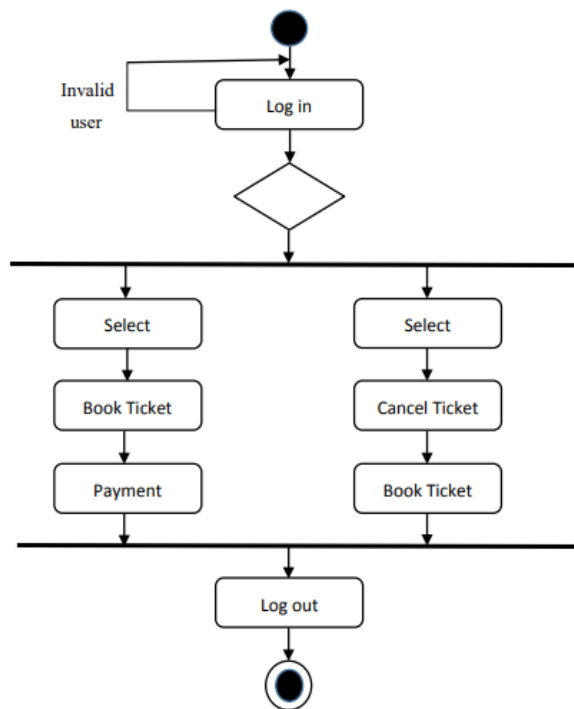 Invalid
user
Log in
Select
Select
Book Ticket
Cancel Ticket
Payment
Book Ticket
Log out